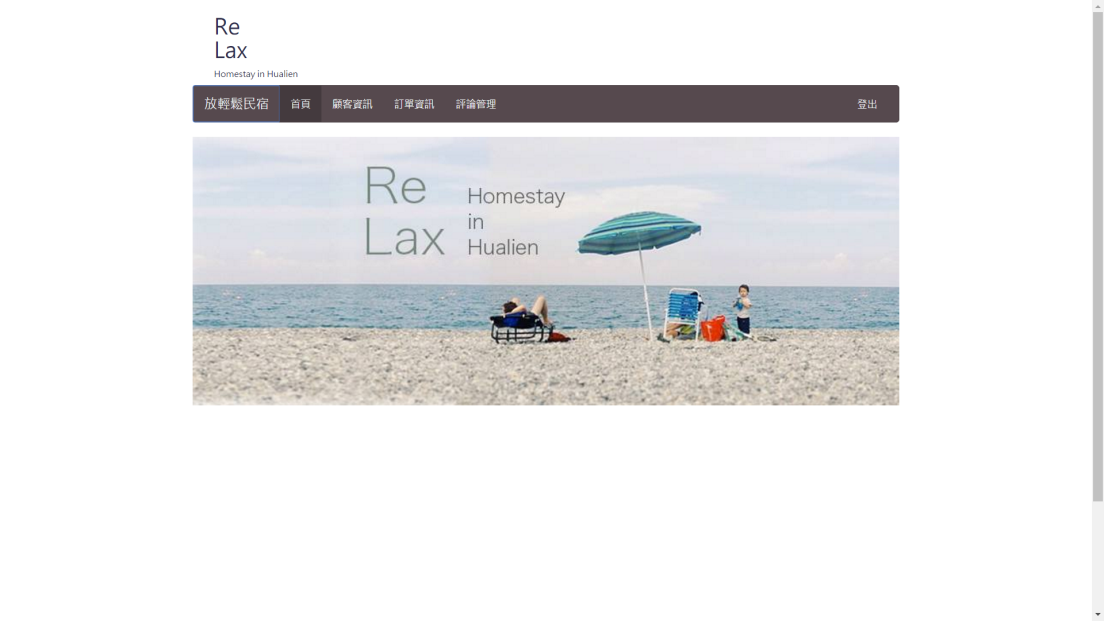 Re
Lax
Homestay in Hualien
放輕鬆民宿 首頁 顧客資訊 訂單資訊 評論管理 登出
Re
Lax
Homestay
in
Hualien